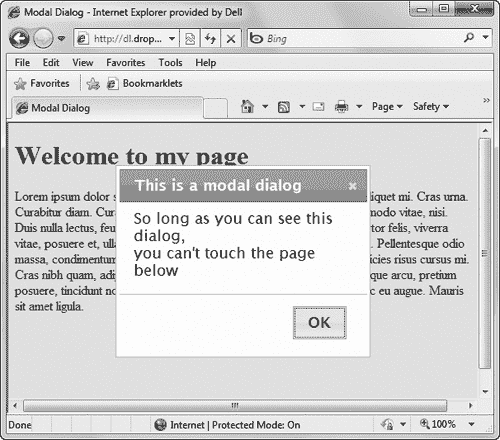 Modal Dialog - Internet Explorer provided by Dell
http://dl.drop
Bing
File Edit View Favorites Tools Help
Favorites Bookmarklets
Modal Dialog Page Safety
Welcome to my page
Lorem ipsum dolor s iquet mi. Cras urna.
Curabitur diam. Cur modo vitae, nisi.
Duis nulla lectus, feu tor felis, viverra
vitae, posuere et, ulla . Pellentesque odio
massa, condimentum icies risus cursus mi.
Cras nibh quam, adi que arcu, pretium
posuere, tincidunt no c eu augue. Mauris
sit amet ligula.
This is a modal dialog ×
So long as you can see this
dialog,
you can't touch the page
below
OK
Done Internet | Protected Mode: On 100%